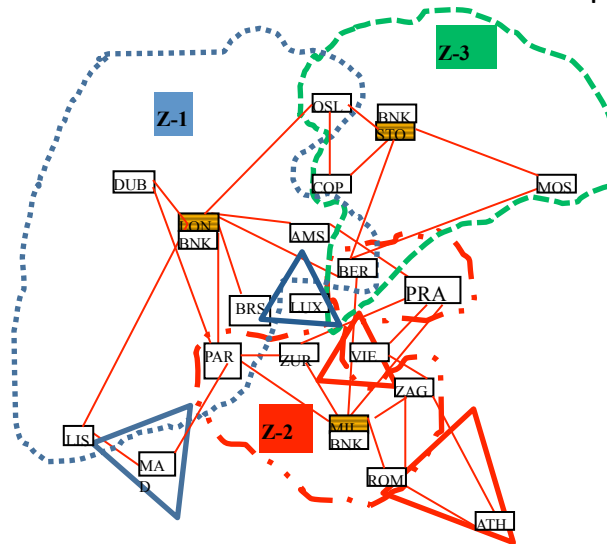 Z-3
Z-1
OSL
BNK
STO
DUB
COP
MOS
LON
BNK
AMS
BER
PRA
BRS
LUX
PAR
ZUR
VIE
ZAG
Z-2
MIL
BNK
LIS
MA
D
ROM
ATH